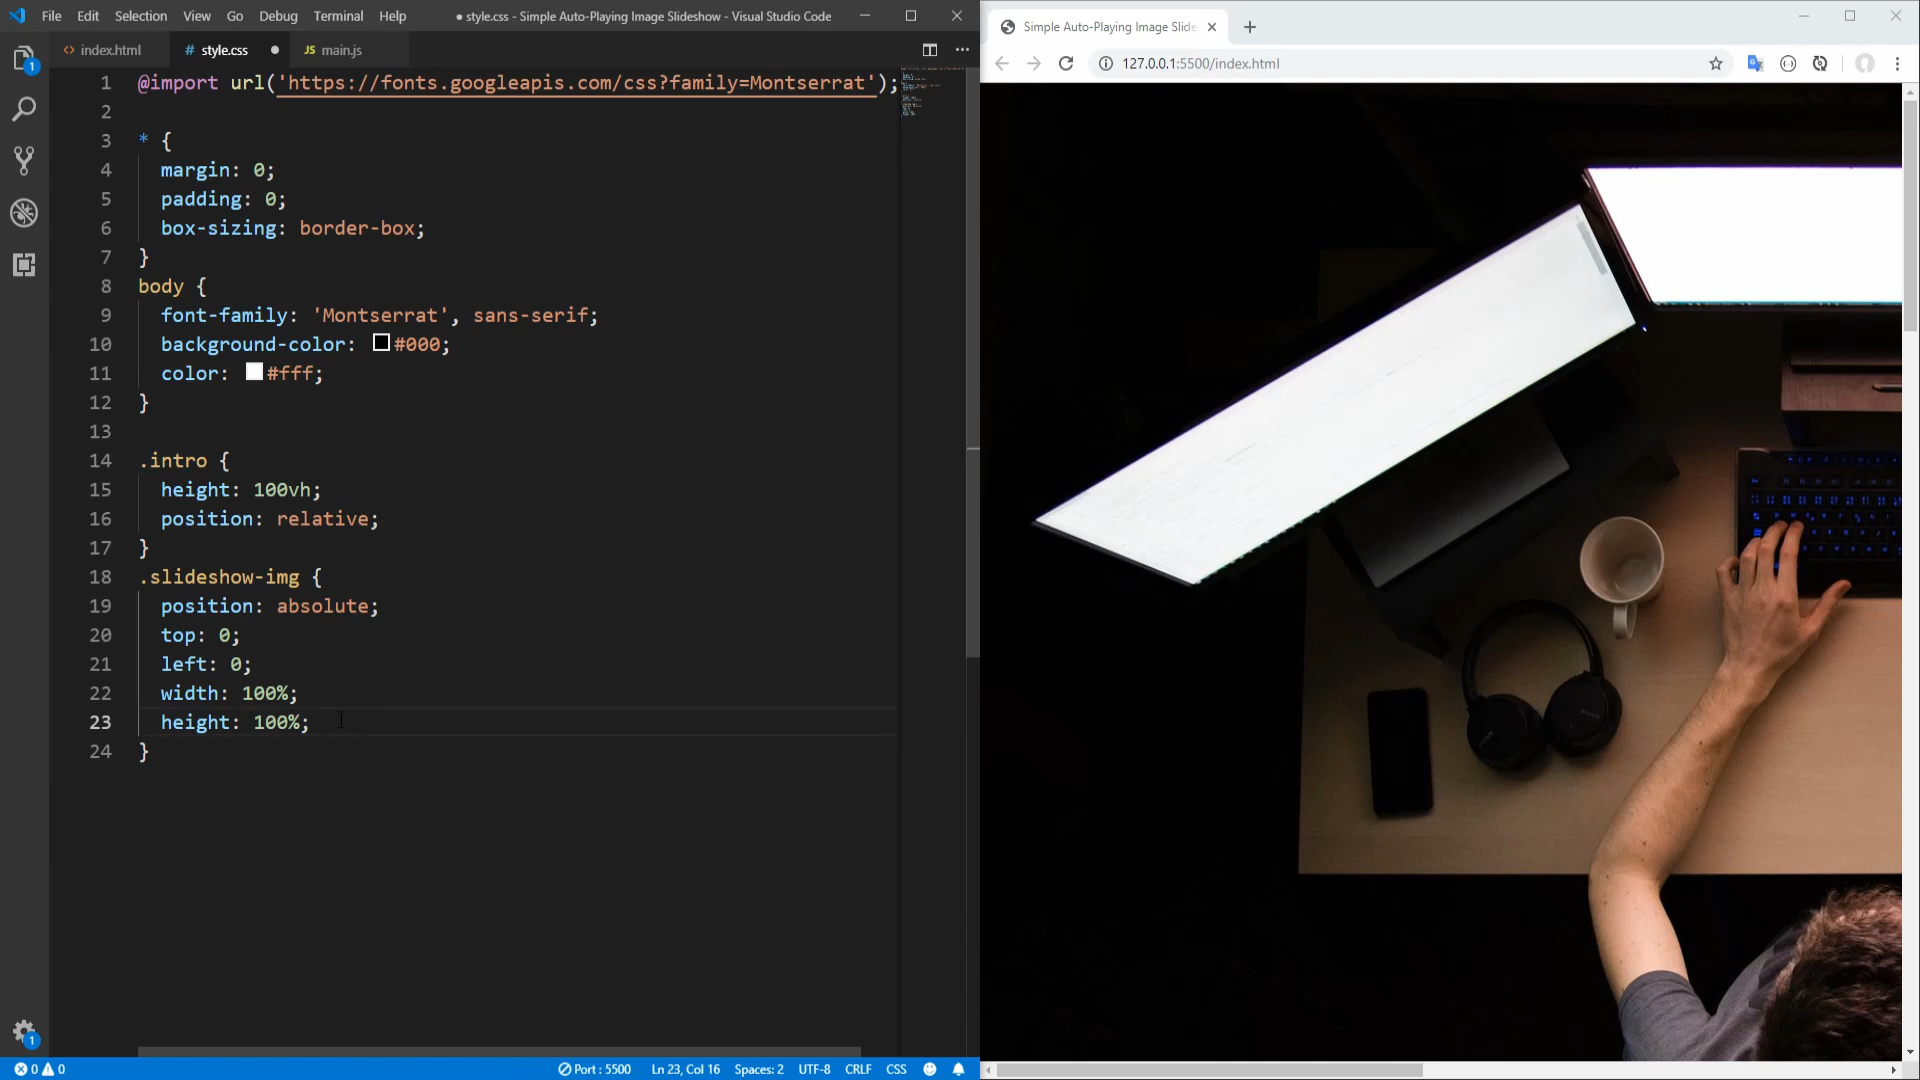 File Edit Selection View Go Debug Terminal Help ● style.css - Simple Auto-Playing Image Slideshow - Visual Studio Code
<> index.html # style.css ● JS main.js
1 @import url('https://fonts.googleapis.com/css?family=Montserrat');
2
3 * {
4 margin: 0;
5 padding: 0;
6 box-sizing: border-box;
7 }
8 body {
9 font-family: 'Montserrat', sans-serif;
10 background-color: #000;
11 color: #fff;
12 }
13
14 .intro {
15 height: 100vh;
16 position: relative;
17 }
18 .slideshow-img {
19 position: absolute;
20 top: 0;
21 left: 0;
22 width: 100%;
23 height: 100%;
24 }
1
1
0 0 Port : 5500 Ln 23, Col 16 Spaces: 2 UTF-8 CRLF CSS
Simple Auto-Playing Image Slide
127.0.0.1:5500/index.html